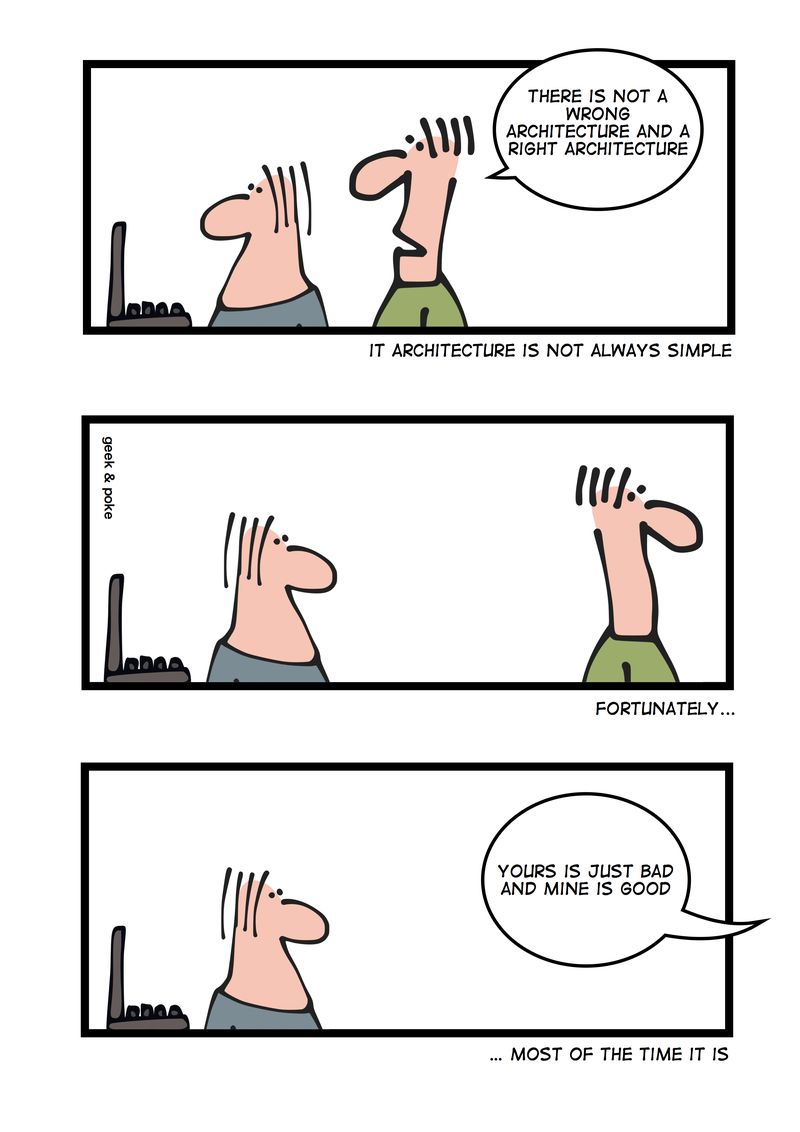 THERE IS NOT A
WRONG
ARCHITECTURE AND A
RIGHT ARCHITECTURE
IT ARCHITECTURE IS NOT ALWAYS SIMPLE
geek & poke
FORTUNATELY...
YOURS IS JUST BAD
AND MINE IS GOOD
... MOST OF THE TIME IT IS